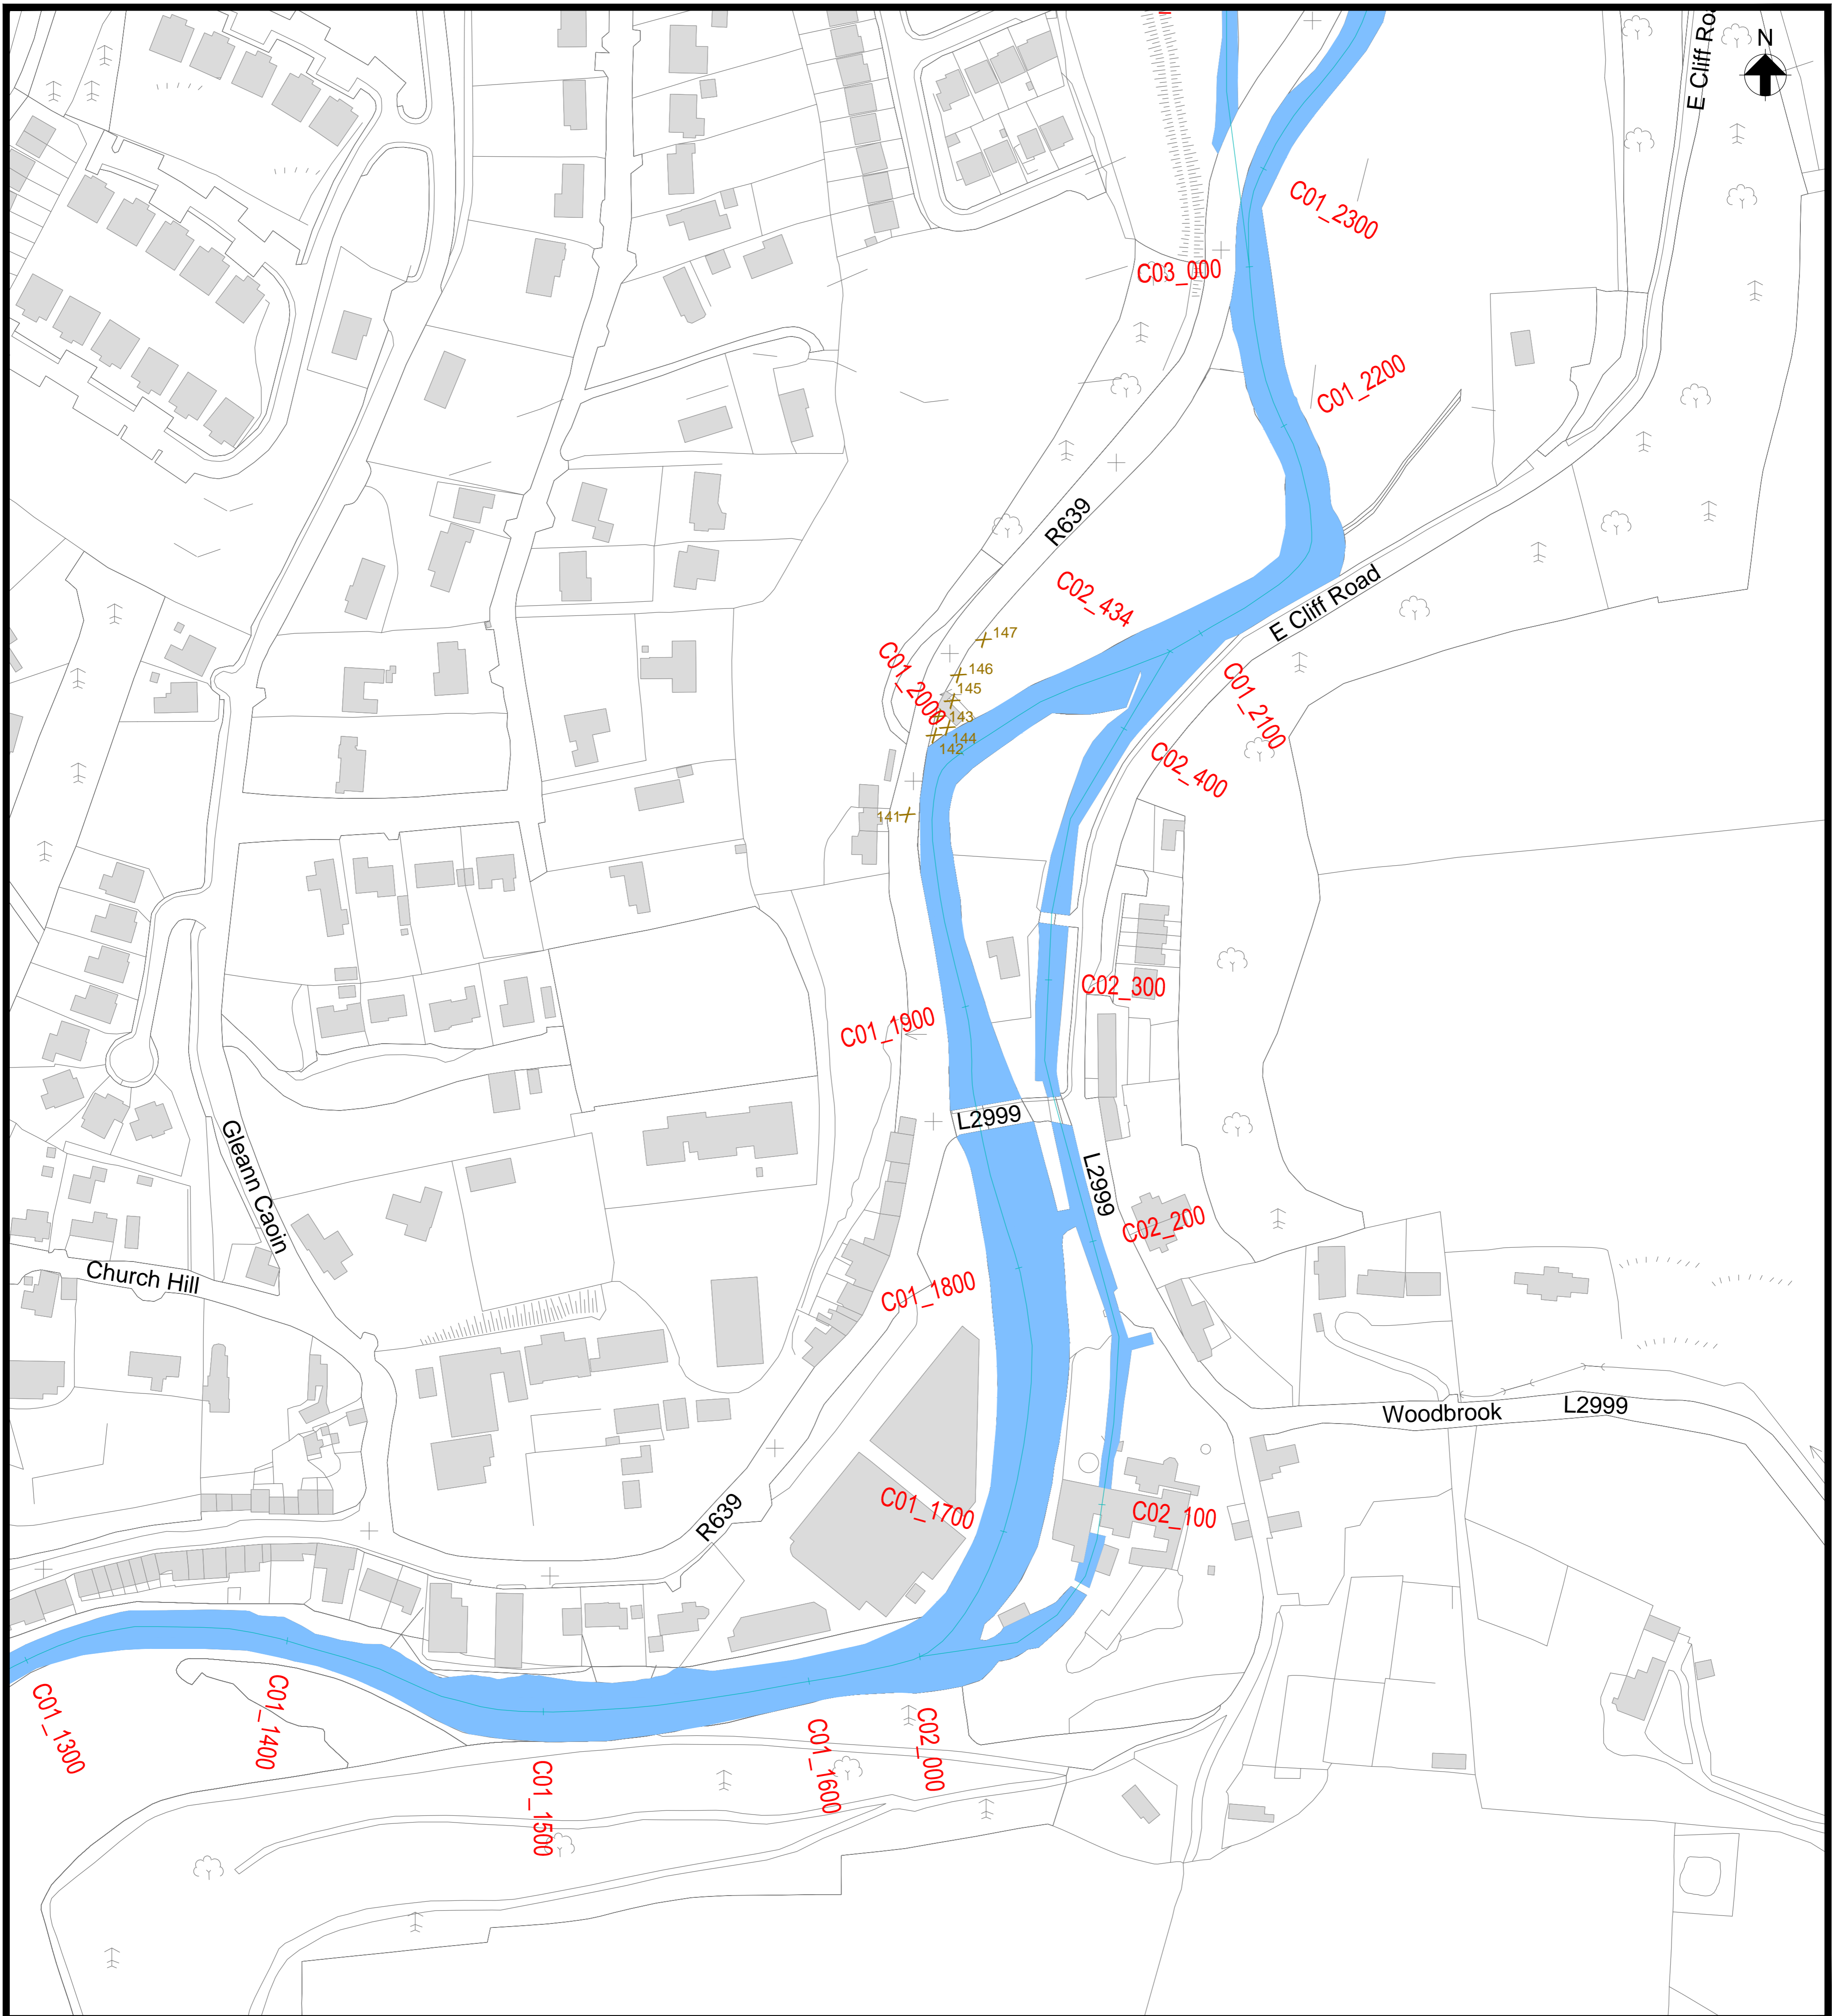 E Cliff Roa
N
C01_2300
C03_000
C01_2200
R639
C02_434
E Cliff Road
147
C01_2000
146
145
143
144
142
C01_2100
C02_400
141
C02_300
C01_1900
L2999
Gleann Caoin
L2999
C02_200
Church Hill
C01_1800
Woodbrook
L2999
C01_1700
R639
C02_100
C01_1300
C01_1400
C01_1500
C01_1600
C02_000